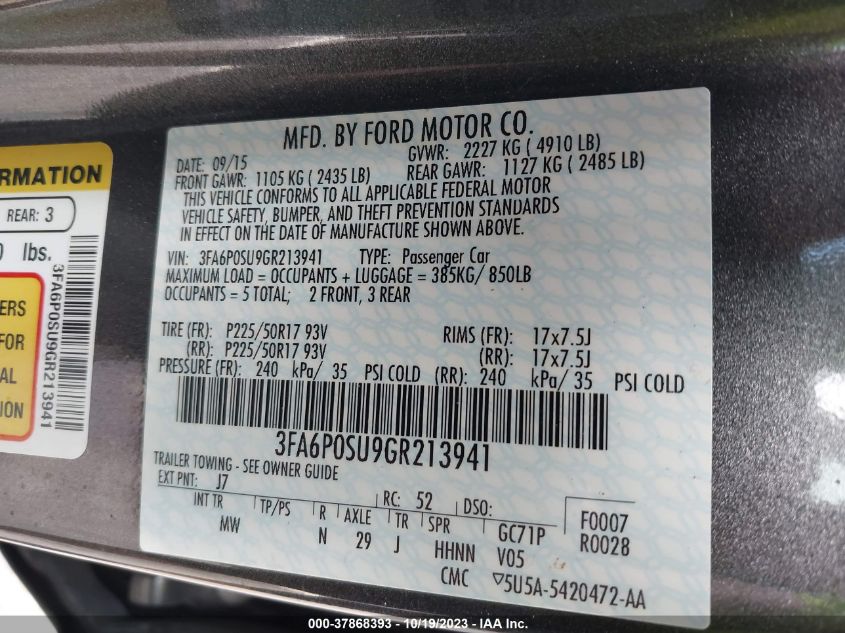 MFD. BY FORD MOTOR CO.
DATE: 09/15 GVWR: 2227 KG ( 4910 LB)
FRONT GAWR: 1105 KG ( 2435 LB) REAR GAWR: 1127 KG ( 2485 LB)
THIS VEHICLE CONFORMS TO ALL APPLICABLE FEDERAL MOTOR
VEHICLE SAFETY, BUMPER, AND THEFT PREVENTION STANDARDS
IN EFFECT ON THE DATE OF MANUFACTURE SHOWN ABOVE.
VIN: 3FA6P0SU9GR213941 TYPE: Passenger Car
MAXIMUM LOAD = OCCUPANTS + LUGGAGE = 385KG/ 850LB
OCCUPANTS = 5 TOTAL; 2 FRONT, 3 REAR
TIRE (FR): P225/50R17 93V RIMS (FR): 17x7.5J
(RR): P225/50R17 93V (RR): 17x7.5J
PRESSURE (FR): 240 kPa/ 35 PSI COLD (RR): 240 kPa/ 35 PSI COLD
3FA6P0SU9GR213941
TRAILER TOWING - SEE OWNER GUIDE
EXT PNT: J7 RC: 52 DSO: F0007
INT TR TP/PS R AXLE TR SPR GC71P R0028
MW N 29 J HHNN V05
CMC ▽5U5A-5420472-AA
RMATION
REAR: 3
lbs.
3FA6P0SU9GR213941
ERS
FOR
AL
ION
000-37868393 - 10/19/2023 - IAA Inc.